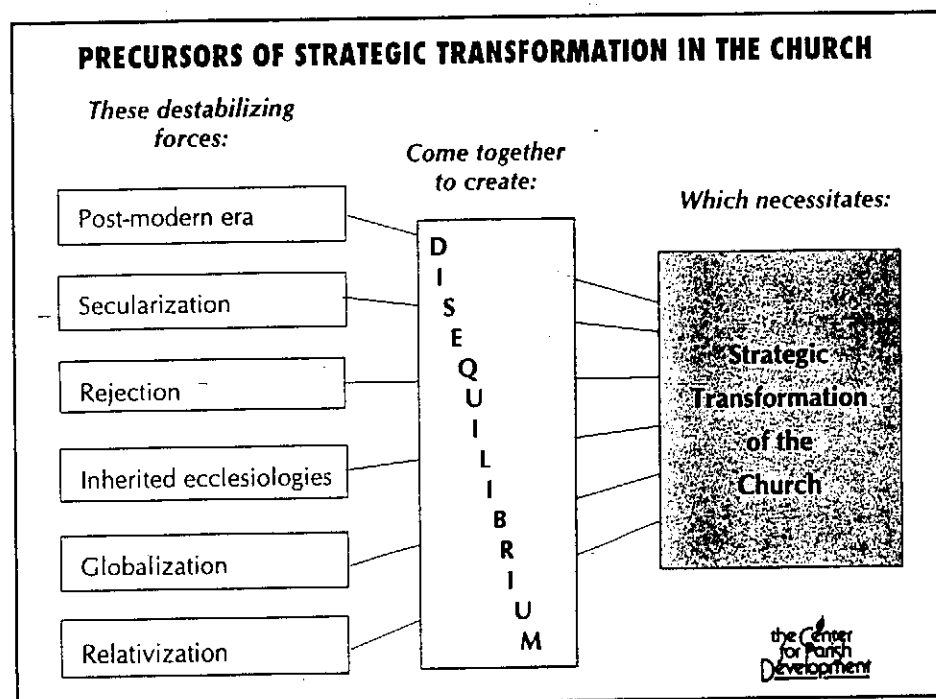 PRECURSORS OF STRATEGIC TRANSFORMATION IN THE CHURCH
These destabilizing
forces:
Post-modern era
Secularization
Rejection
Inherited ecclesiologies
Globalization
Relativization
Come together
to create:
DISEQUILIBRIUM
Which necessitates:
Strategic
Transformation
of the
Church
the Center
for Parish
Development